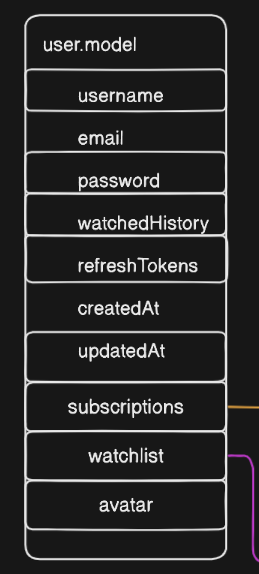 user.model
username
email
password
watchedHistory
refreshTokens
createdAt
updatedAt
subscriptions
watchlist
avatar